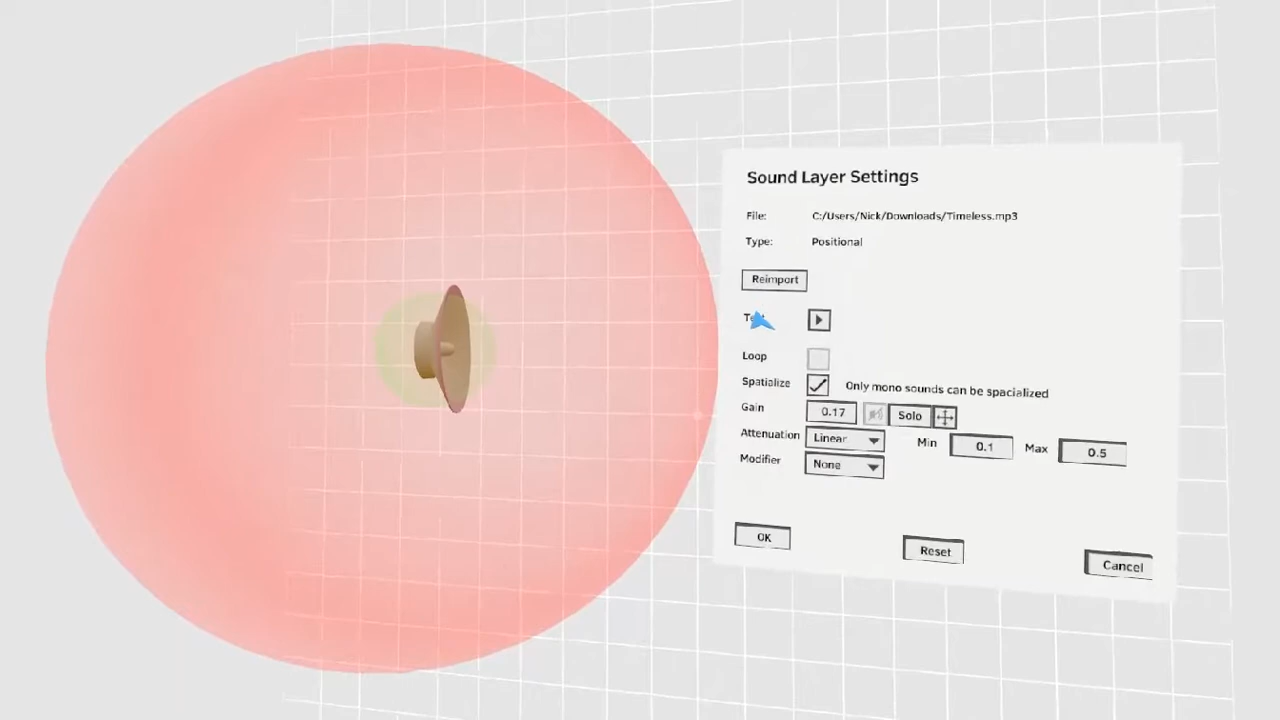 Sound Layer Settings
File: C:/Users/Nick/Downloads/Timeless.mp3
Type: Positional
Reimport
Loop
Spatialize Only mono sounds can be spacialized
Gain 0.17 Solo
Attenuation Linear Min 0.1 Max 0.5
Modifier None
OK Reset Cancel